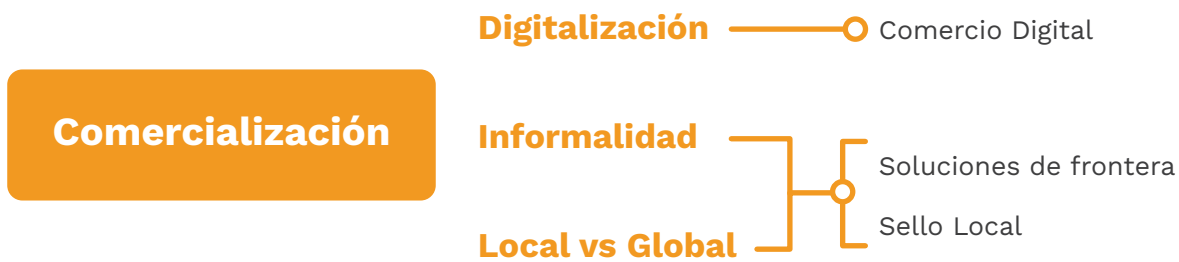 Comercialización
Digitalización
Comercio Digital
Informalidad
Local vs Global
Soluciones de frontera
Sello Local